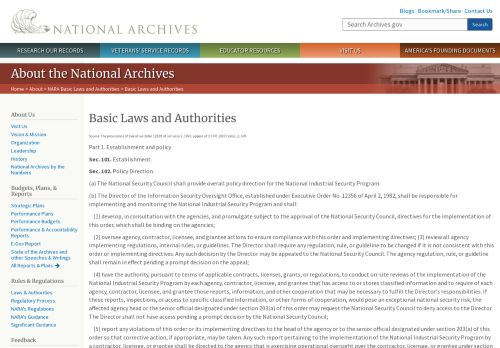 Blogs · Bookmark/Share · Contact Us
NATIONAL ARCHIVES
Search Archives.gov
Search
RESEARCH OUR RECORDS
VETERANS' SERVICE RECORDS
EDUCATOR RESOURCES
VISIT US
AMERICA'S FOUNDING DOCUMENTS
About the National Archives
Home > About > NARA Basic Laws and Authorities > Basic Laws and Authorities
About Us
Visit Us
Vision & Mission
Organization
Leadership
History
National Archives by the
Numbers
Budgets, Plans, &
Reports
Strategic Plans
Performance Plans
Performance Budgets
Performance & Accountability
Reports
E-Gov Report
State of the Archives and
other Speeches & Writings
All Reports & Plans
Rules & Regulations
Laws & Authorities
Regulatory Process
NARA's Regulations
NARA's Guidance
Significant Guidance
Feedback
Basic Laws and Authorities
Source: The provisions of Executive Order 12829 of January 6, 1993, appear at 58 FR 3479
Part 1. Establishment and policy
Sec. 101. Establishment.
Sec. 102. Policy Direction.
(a) The National Security Council shall provide overall policy direction for the National Industrial Security Program.
(b) The Director of the Information Security Oversight Office, established under Executive Order No. 12356 of April 2, 1982, shall be responsible for
implementing and monitoring the National Industrial Security Program and shall:
(1) develop, in consultation with the agencies, and promulgate subject to the approval of the National Security Council, directives for the implementation of
this order, which shall be binding on the agencies;
(2) oversee agency, contractor, licensee, and grantee actions to ensure compliance with this order and implementing directives; (3) review all agency
implementing regulations, internal rules, or guidelines. The Director shall require any regulation, rule, or guideline to be changed if it is not consistent with this
order or implementing directives. Any such decision by the Director may be appealed to the National Security Council. The agency regulation, rule, or guideline
shall remain in effect pending a prompt decision on the appeal;
(4) have the authority, pursuant to terms of applicable contracts, licenses, grants, or regulations, to conduct on-site reviews of the implementation of the
National Industrial Security Program by each agency, contractor, licensee, and grantee that has access to or stores classified information and to require of each
agency, contractor, licensee, and grantee those reports, information, and other cooperation that may be necessary to fulfill the Director's responsibilities. If
these reports, inspections, or access to specific classified information, or other forms of cooperation, would pose an exceptional national security risk, the
affected agency head or the senior official designated under section 203(a) of this order may request the National Security Council to deny access to the Director.
The Director shall not have access pending a prompt decision by the National Security Council;
(5) report any violations of this order or its implementing directives to the head of the agency or to the senior official designated under section 203(a) of this
order so that corrective action, if appropriate, may be taken. Any such report pertaining to the implementation of the National Industrial Security Program by
a contractor, licensee, or grantee shall be directed to the agency that is exercising operational oversight over the contractor, licensee, or grantee under section